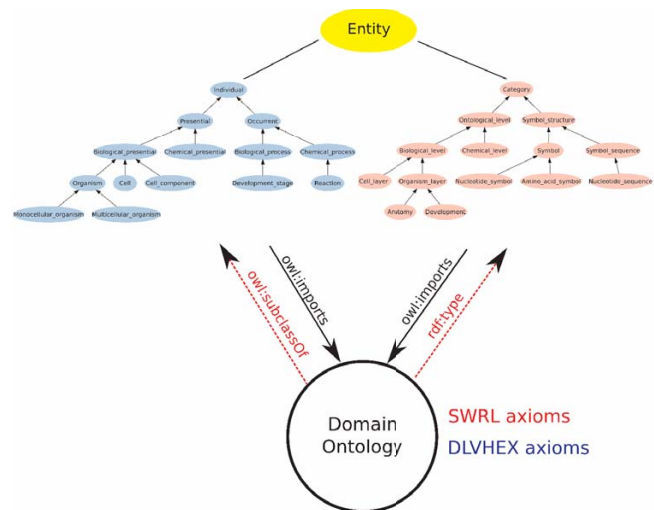 Entity
Individual
Category
Presential
Occurrent
Ontological_level
Symbol_structure
Biological_presential
Chemical_presential
Biological_process
Chemical_process
Biological_level
Chemical_level
Symbol
Symbol_sequence
Organism
Cell
Cell_component
Development_stage
Reaction
Cell_layer
Organism_layer
Nucleotide_symbol
Amine_acid_symbol
Nucleotide_sequence
Monocellular_organism
Multicellular_organism
Anatomy
Development
owl:imports
owl:subclassOf
owl:imports
rdf:type
Domain
Ontology
SWRL axioms
DLVHEX axioms